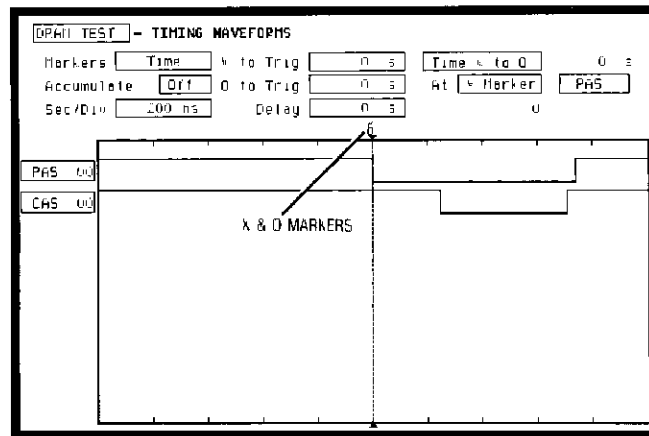 DRAM TEST - TIMING WAVEFORMS
Markers Time X to Trig 0 s Time X to O 0 s
Accumulate Off O to Trig 0 s At X Marker RAS
Sec/Div 200 ns Delay 0 s 0
RAS 00
CAS 00
X & O MARKERS